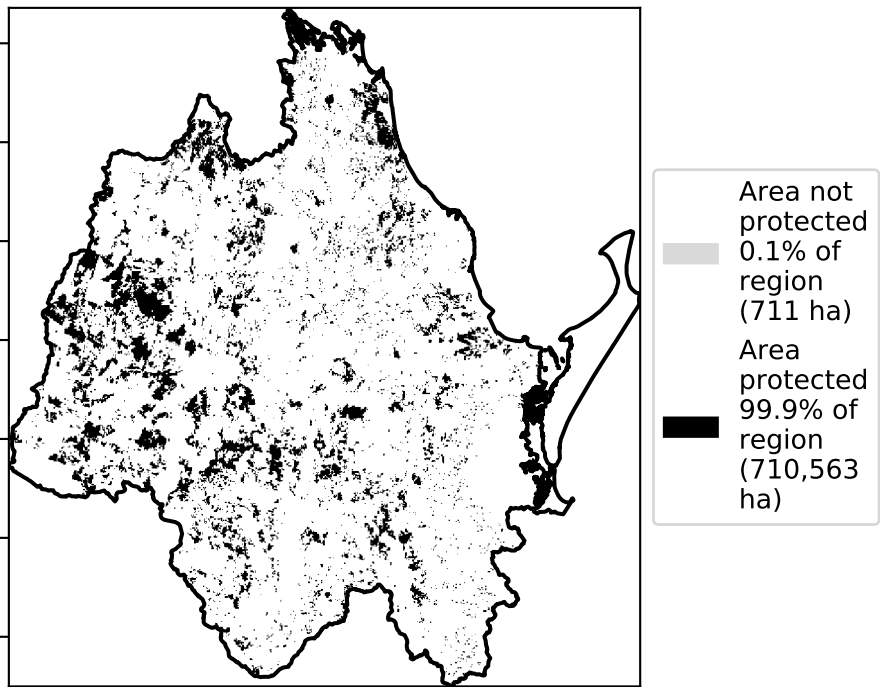 Area not
protected
0.1% of
region
(711 ha)
Area
protected
99.9% of
region
(710,563
ha)